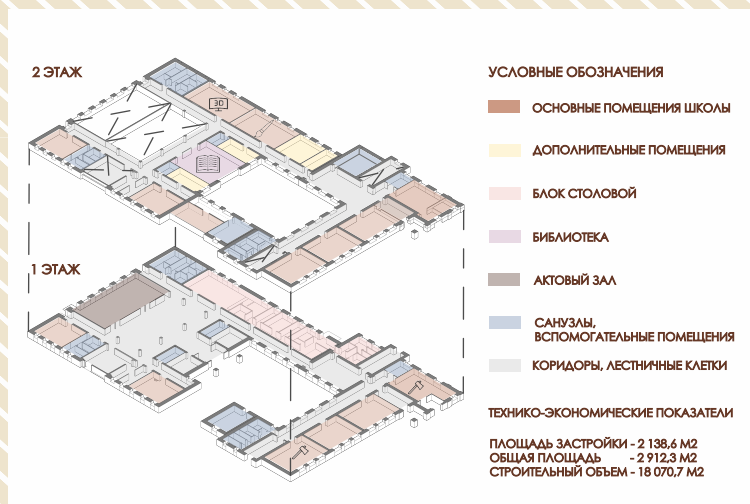 2 ЭТАЖ
3D
1 ЭТАЖ
УСЛОВНЫЕ ОБОЗНАЧЕНИЯ
ОСНОВНЫЕ ПОМЕЩЕНИЯ ШКОЛЫ
ДОПОЛНИТЕЛЬНЫЕ ПОМЕЩЕНИЯ
БЛОК СТОЛОВОЙ
БИБЛИОТЕКА
АКТОВЫЙ ЗАЛ
САНУЗЛЫ,
ВСПОМОГАТЕЛЬНЫЕ ПОМЕЩЕНИЯ
КОРИДОРЫ, ЛЕСТНИЧНЫЕ КЛЕТКИ
ТЕХНИКО-ЭКОНОМИЧЕСКИЕ ПОКАЗАТЕЛИ
ПЛОЩАДЬ ЗАСТРОЙКИ - 2 138,6 М2
ОБЩАЯ ПЛОЩАДЬ - 2 912,3 М2
СТРОИТЕЛЬНЫЙ ОБЪЕМ - 18 070,7 М2